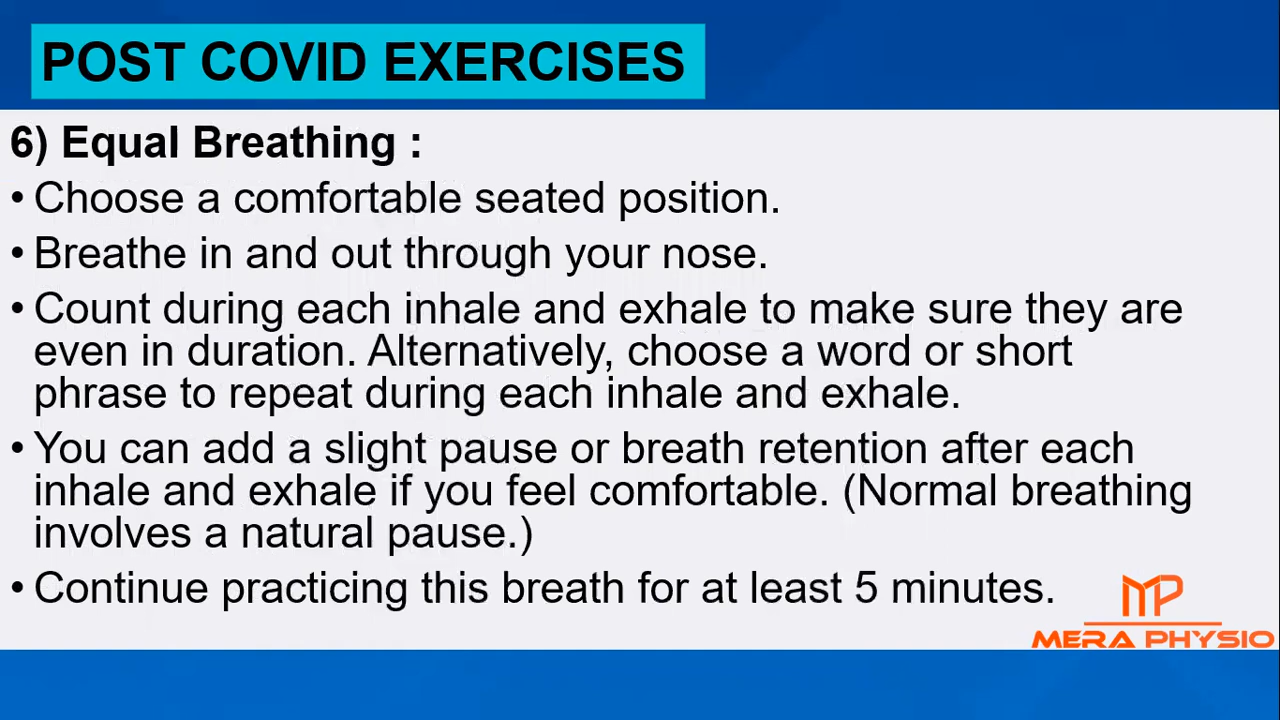 POST COVID EXERCISES
6) Equal Breathing :
• Choose a comfortable seated position.
• Breathe in and out through your nose.
• Count during each inhale and exhale to make sure they are
even in duration. Alternatively, choose a word or short
phrase to repeat during each inhale and exhale.
• You can add a slight pause or breath retention after each
inhale and exhale if you feel comfortable. (Normal breathing
involves a natural pause.)
• Continue practicing this breath for at least 5 minutes.
MP
MERA PHYSIO